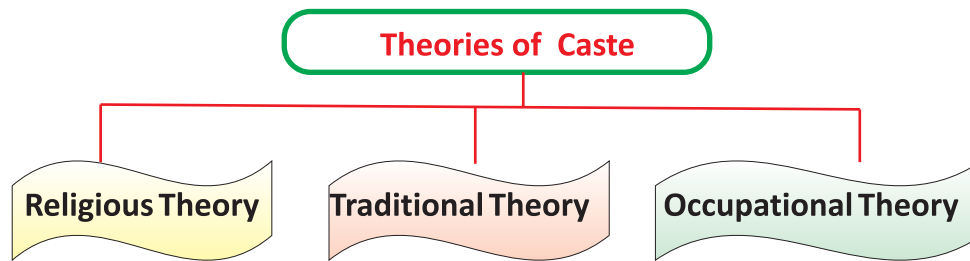 Theories of Caste
Religious Theory
Traditional Theory
Occupational Theory